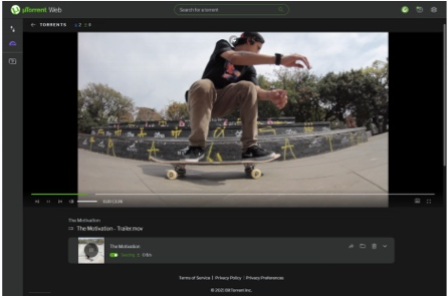 µTorrent Web
Search for a torrent
TORRENTS
The Motivation
The Motivation - Trailer.mov
The Motivation
Terms of Service | Privacy Policy | Privacy Preferences
© 2021 BitTorrent Inc.